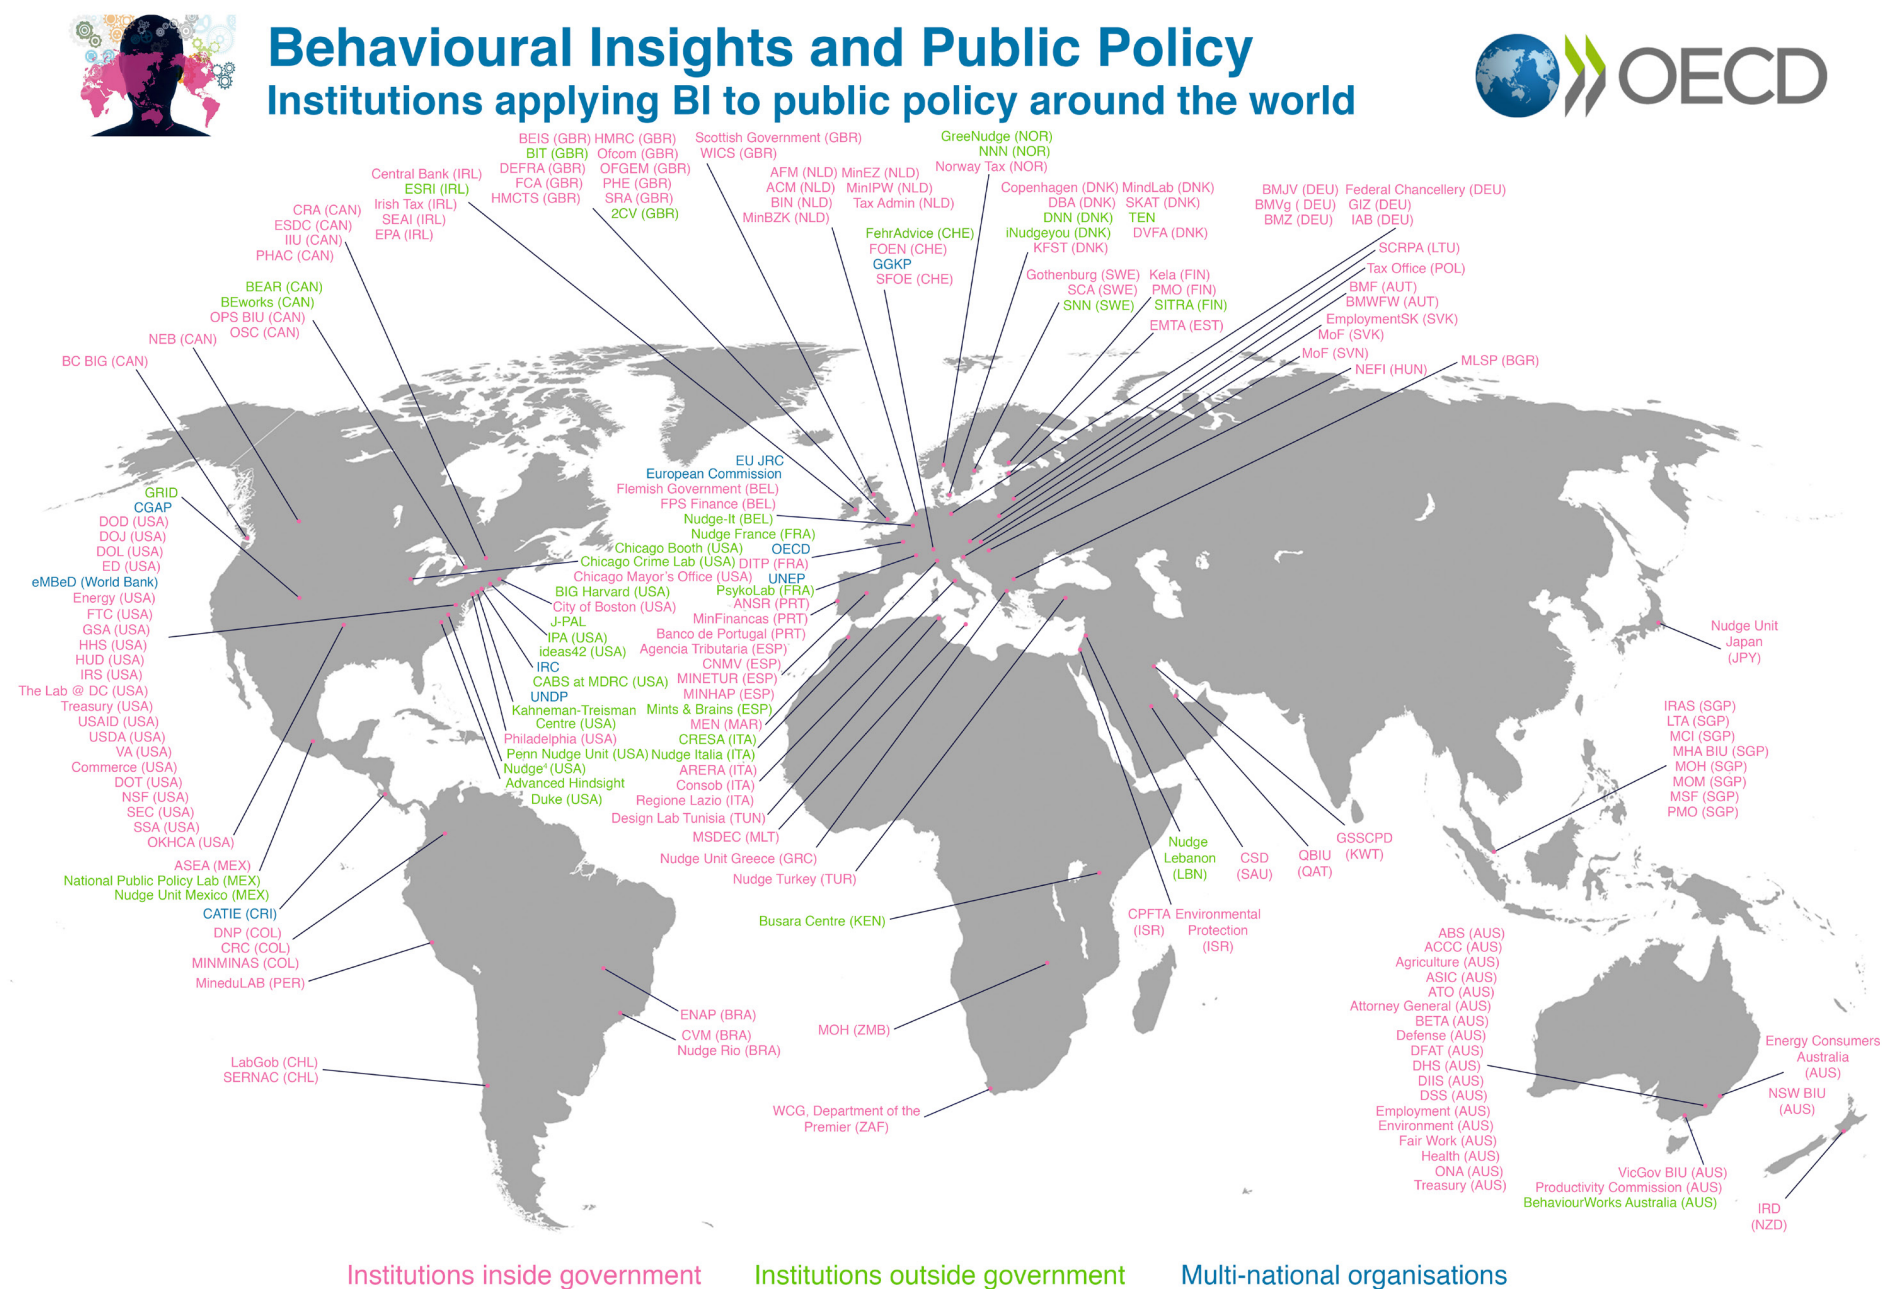 Behavioural Insights and Public Policy
Institutions applying BI to public policy around the world
OECD
BEIS (GBR) HMRC (GBR)
BIT (GBR) Ofcom (GBR)
DEFRA (GBR) OFGEM (GBR)
FCA (GBR) PHE (GBR)
HMCTS (GBR) SRA (GBR)
2CV (GBR)
Scottish Government (GBR)
WICS (GBR)
GreeNudge (NOR)
NNN (NOR)
Norway Tax (NOR)
Central Bank (IRL)
ESRI (IRL)
Irish Tax (IRL)
SEAI (IRL)
EPA (IRL)
AFM (NLD) MinEZ (NLD)
ACM (NLD) MinIPW (NLD)
BIN (NLD) Tax Admin (NLD)
MinBZK (NLD)
Copenhagen (DNK) MindLab (DNK)
DBA (DNK) SKAT (DNK)
DNN (DNK) TEN
iNudgeyou (DNK) DVFA (DNK)
KFST (DNK)
BMJV (DEU) Federal Chancellery (DEU)
BMVg ( DEU) GIZ (DEU)
BMZ (DEU) IAB (DEU)
CRA (CAN)
ESDC (CAN)
IIU (CAN)
PHAC (CAN)
FehrAdvice (CHE)
FOEN (CHE)
GGKP
SFOE (CHE)
SCRPA (LTU)
Tax Office (POL)
BMF (AUT)
BMWFW (AUT)
EmploymentSK (SVK)
MoF (SVK)
MoF (SVN)
NEFI (HUN)
MLSP (BGR)
Gothenburg (SWE) Kela (FIN)
SCA (SWE) PMO (FIN)
SNN (SWE) SITRA (FIN)
EMTA (EST)
BEAR (CAN)
BEworks (CAN)
OPS BIU (CAN)
OSC (CAN)
NEB (CAN)
BC BIG (CAN)
GRID
CGAP
DOD (USA)
DOJ (USA)
DOL (USA)
ED (USA)
eMBeD (World Bank)
Energy (USA)
FTC (USA)
GSA (USA)
HHS (USA)
HUD (USA)
IRS (USA)
The Lab @ DC (USA)
Treasury (USA)
USAID (USA)
USDA (USA)
VA (USA)
Commerce (USA)
DOT (USA)
NSF (USA)
SEC (USA)
SSA (USA)
OKHCA (USA)
ASEA (MEX)
National Public Policy Lab (MEX)
Nudge Unit Mexico (MEX)
CATIE (CRI)
DNP (COL)
CRC (COL)
MINMINAS (COL)
MineduLAB (PER)
LabGob (CHL)
SERNAC (CHL)
EU JRC
European Commission
Flemish Government (BEL)
FPS Finance (BEL)
Nudge-It (BEL)
Nudge France (FRA)
Chicago Booth (USA) OECD
Chicago Crime Lab (USA) DITP (FRA)
Chicago Mayor's Office (USA) UNEP
BIG Harvard (USA) PsykoLab (FRA)
City of Boston (USA) ANSR (PRT)
J-PAL MinFinancas (PRT)
IPA (USA) Banco de Portugal (PRT)
ideas42 (USA) Agencia Tributaria (ESP)
IRC CNMV (ESP)
CABS at MDRC (USA) MINETUR (ESP)
UNDP MINHAP (ESP)
Kahneman-Treisman Mints & Brains (ESP)
Centre (USA) MEN (MAR)
Philadelphia (USA) CRESA (ITA)
Penn Nudge Unit (USA) Nudge Italia (ITA)
Nudge⁴ (USA) ARERA (ITA)
Advanced Hindsight Consob (ITA)
Duke (USA) Regione Lazio (ITA)
Design Lab Tunisia (TUN)
MSDEC (MLT)
Nudge Unit Greece (GRC)
Nudge Turkey (TUR)
Busara Centre (KEN)
MOH (ZMB)
WCG, Department of the
Premier (ZAF)
ENAP (BRA)
CVM (BRA)
Nudge Rio (BRA)
Nudge
Lebanon
(LBN)
CSD
(SAU)
QBIU
(QAT)
GSSCPD
(KWT)
CPFTA Environmental
(ISR) Protection
(ISR)
Nudge Unit
Japan
(JPY)
IRAS (SGP)
LTA (SGP)
MCI (SGP)
MHA BIU (SGP)
MOH (SGP)
MOM (SGP)
MSF (SGP)
PMO (SGP)
ABS (AUS)
ACCC (AUS)
Agriculture (AUS)
ASIC (AUS)
ATO (AUS)
Attorney General (AUS)
BETA (AUS)
Defense (AUS)
DFAT (AUS)
DHS (AUS)
DIIS (AUS)
DSS (AUS)
Employment (AUS)
Environment (AUS)
Fair Work (AUS)
Health (AUS)
ONA (AUS)
Treasury (AUS)
Energy Consumers
Australia
(AUS)
NSW BIU
(AUS)
VicGov BIU (AUS)
Productivity Commission (AUS)
BehaviourWorks Australia (AUS)
IRD
(NZD)
Institutions inside government
Institutions outside government
Multi-national organisations